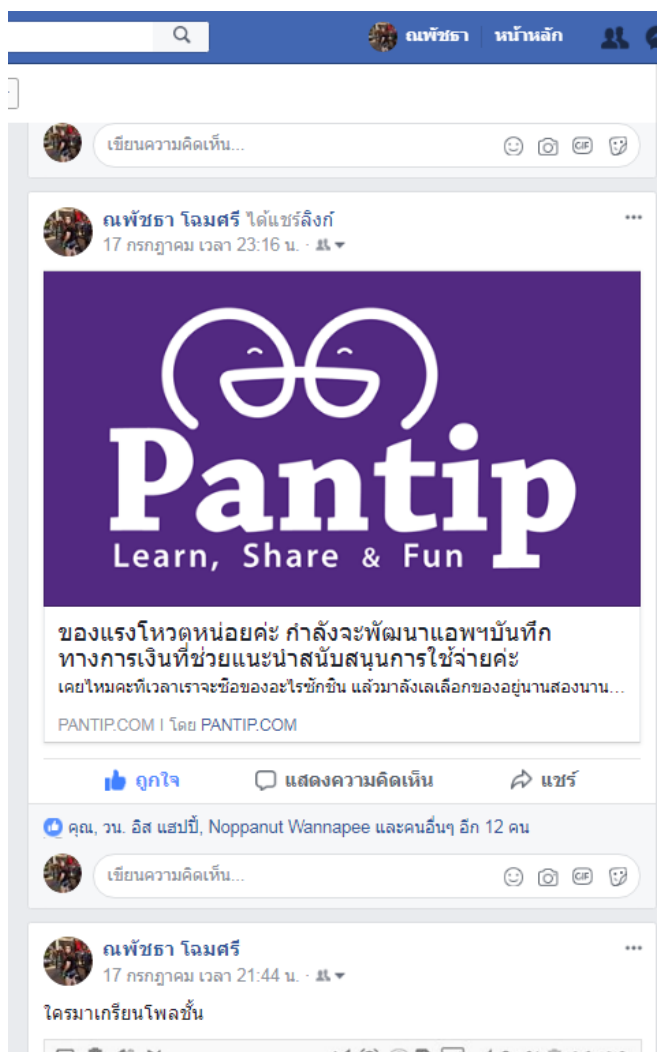 ณพัชธา หน้าหลัก
เขียนความคิดเห็น...
GIF
ณพัชธา โฉมศรี ได้แชร์ลิงก์
17 กรกฎาคม เวลา 23:16 น.
Pantip
Learn, Share & Fun
ของแรงโหวตหน่อยค่ะ กำลังจะพัฒนาแอพฯบันทึก
ทางการเงินที่ช่วยแนะนำสนับสนุนการใช้จ่ายค่ะ
เคยไหมคะที่เวลาเราจะซื้อของอะไรซักชิ้น แล้วมาลังเลเลือกของอยู่นานสองนาน...
PANTIP.COM | โดย PANTIP.COM
ถูกใจ แสดงความคิดเห็น แชร์
คุณ, วน. อิส แฮปปี้, Noppanut Wannapee และคนอื่นๆ อีก 12 คน
เขียนความคิดเห็น...
GIF
ณพัชธา โฉมศรี
17 กรกฎาคม เวลา 21:44 น.
ใครมาเกรียนโพลชั้น